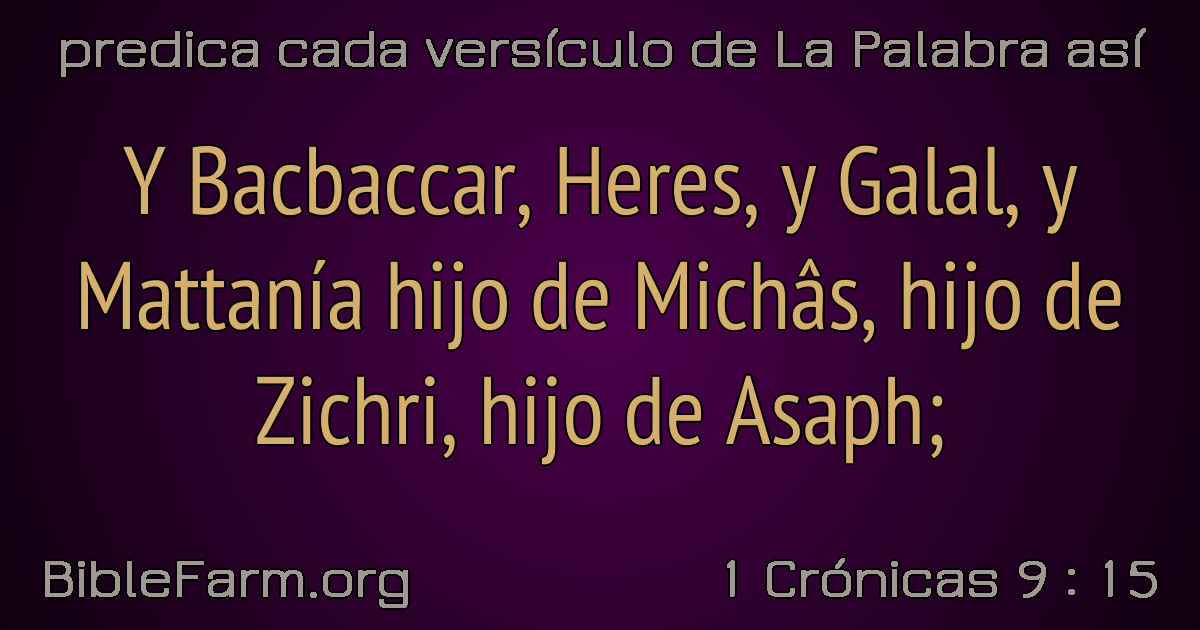 predica cada versículo de La Palabra así
Y Bacbaccar, Heres, y Galal, y
Mattanía hijo de Michâs, hijo de
Zichri, hijo de Asaph;
BibleFarm.org
1 Crónicas 9 : 15